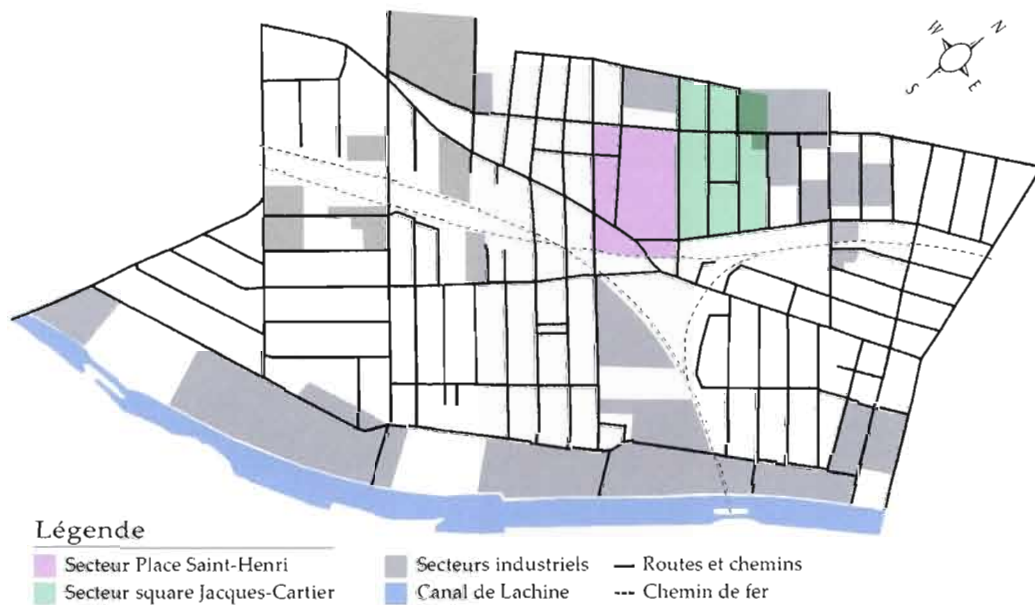 W N
S E
Légende
Secteur Place Saint-Henri
Secteurs industriels
Routes et chemins
Secteur square Jacques-Cartier
Canal de Lachine
Chemin de fer